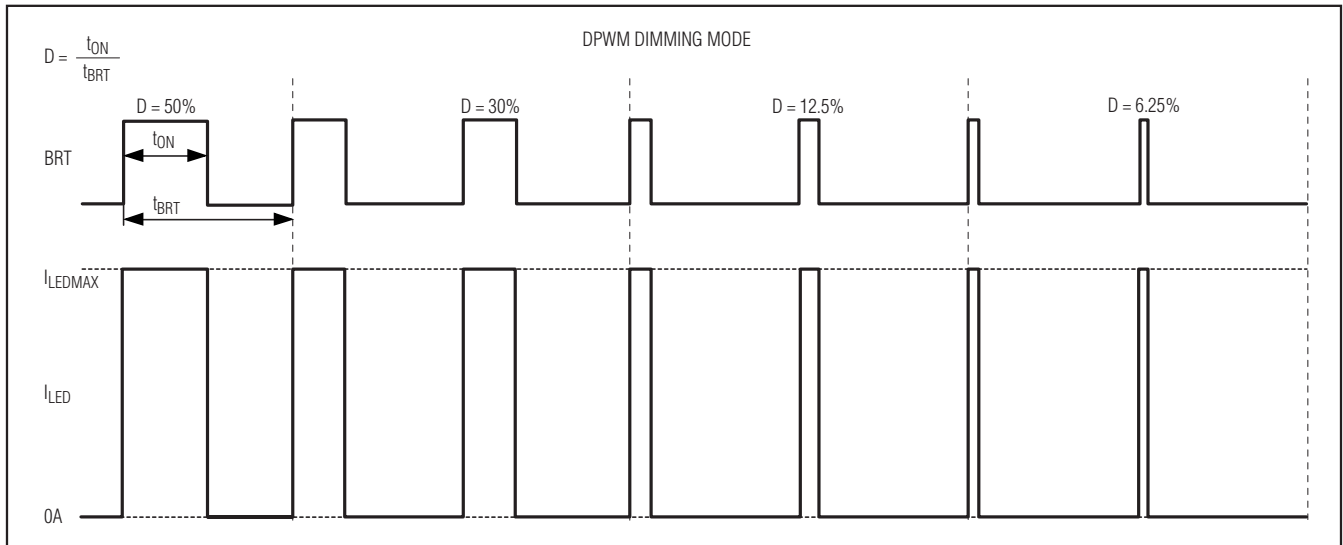 DPWM DIMMING MODE
D = tON
tBRT
D = 50%
D = 30%
D = 12.5%
D = 6.25%
tON
BRT
tBRT
ILEDMAX
ILED
0A